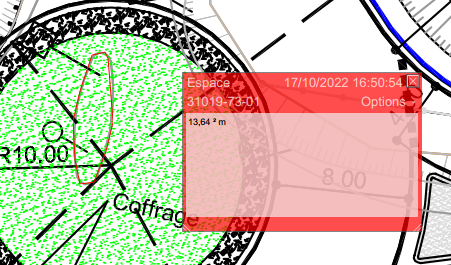 Espace 17/10/2022 16:50:54
31019-73-01 Options
13,64 ² m
R10.00
8.00
Coffrage